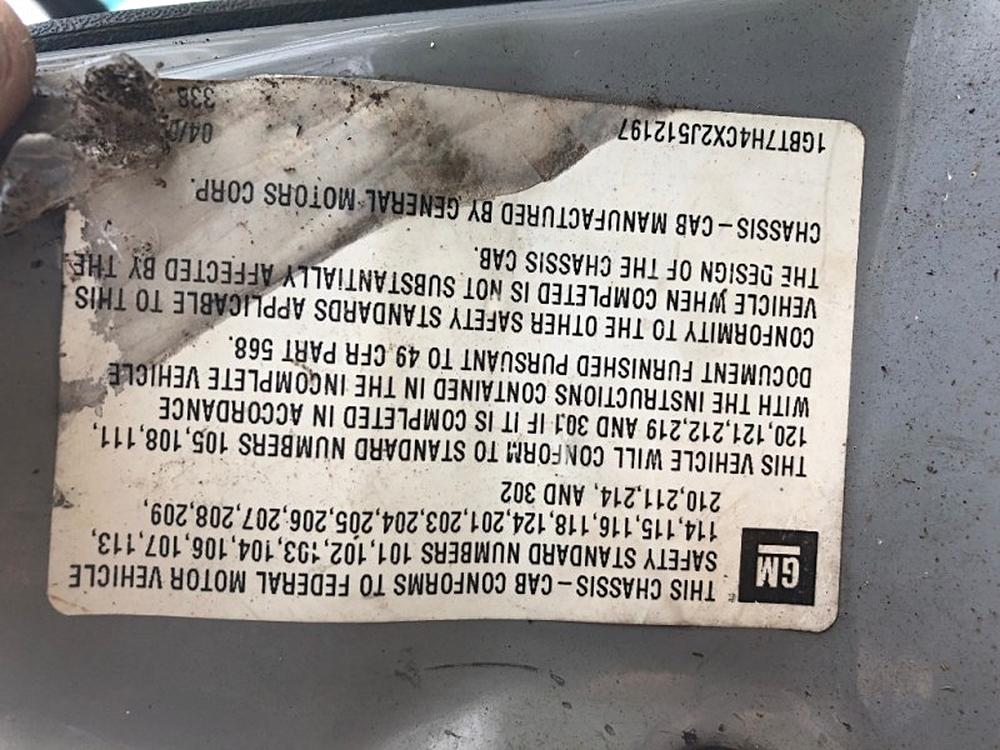 GM
THIS CHASSIS-CAB CONFORMS TO FEDERAL MOTOR VEHICLE
SAFETY STANDARD NUMBERS 101,102,103,104,106,107,113,
114,115,116,118,124,201,203,204,205,206,207,208,209,
210,211,214, AND 302
THIS VEHICLE WILL CONFORM TO STANDARD NUMBERS 105,108,111,
120,121,212,219 AND 301 IF IT IS COMPLETED IN ACCORDANCE
WITH THE INSTRUCTIONS CONTAINED IN THE INCOMPLETE VEHICLE
DOCUMENT FURNISHED PURSUANT TO 49 CFR PART 568.
CONFORMITY TO THE OTHER SAFETY STANDARDS APPLICABLE TO THIS
VEHICLE WHEN COMPLETED IS NOT SUBSTANTIALLY AFFECTED BY THE
THE DESIGN OF THE CHASSIS CAB.
CHASSIS-CAB MANUFACTURED BY GENERAL MOTORS CORP.
1GBT7H4CX2J512197
04/0
338